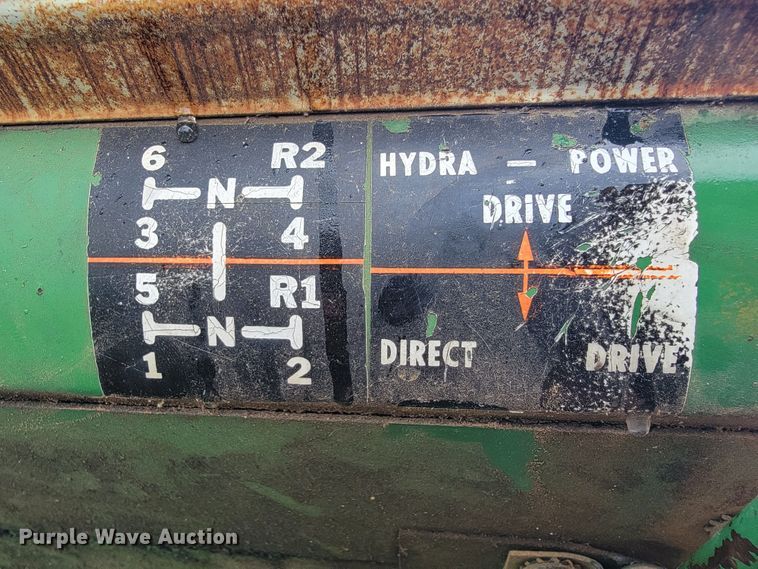 6 R2
N
3 4
5 R1
N
1 2
HYDRA — POWER
DRIVE
DIRECT DRIVE
Purple Wave Auction